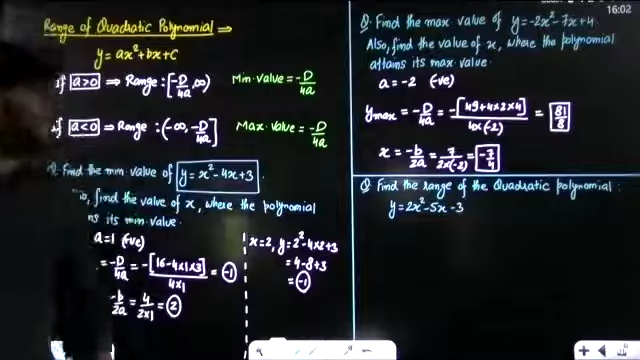 16:02
Range of Quadratic Polynomial ⇒
y = ax²+bx+c
if a>0 ⇒ Range : [-D/4a, ∞) Min·value = -D/4a
if a<0 ⇒ Range : (-∞, -D/4a] Max·value = -D/4a
Q. Find the min value of y = x²-4x+3.
find the value of x, where the polynomial
its min value.
a=1 (+ve)
= -D/4a = -[16-4×1×3]/4×1 = -1
-b/2a = 4/2×1 = 2
x=2, y=2²-4×2+3
= 4-8+3
= -1
Q. Find the max value of y=-2x²-7x+4.
Also, find the value of x, where the polynomial
attains its max value.
a = -2 (-ve)
ymax = -D/4a = -[49+4×2×4]/4×(-2) = 81/8
x = -b/2a = 7/2×(-2) = -7/4
Q. Find the range of the Quadratic polynomial :
y = 2x²-5x-3